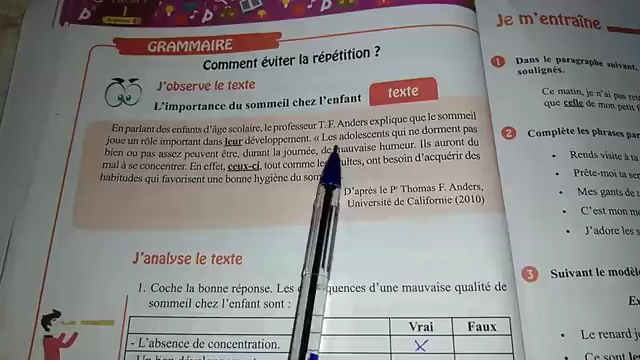 GRAMMAIRE
Comment éviter la répétition ?
J'observe le texte
L'importance du sommeil chez l'enfant
texte
En parlant des enfants d'âge scolaire, le professeur T. F. Anders explique que le sommeil
joue un rôle important dans leur développement. « Les adolescents qui ne dorment pas
bien ou pas assez peuvent être, durant la journée, de mauvaise humeur. Ils auront du
mal à se concentrer. En effet, ceux-ci, tout comme les ont besoin d'acquérir des
habitudes qui favorisent une bonne hygiène du
D'après le Pr Thomas F. Anders,
Université de Californie (2010)
J'analyse le texte
1. Coche la bonne réponse. Les d'une mauvaise qualité de
sommeil chez l'enfant sont :
Vrai Faux
- L'absence de concentration. X
Je m'entraîne
1 Dans le paragraphe suivant,
soulignés.
Ce matin, je n'ai pas
que celle de mon petit
2 Complète les phrases
• Rends visite à
• Prête-moi ta
• Mes gants de
• C'est mon
• J'adore les
3 Suivant le
• Le renard
• Ce sont